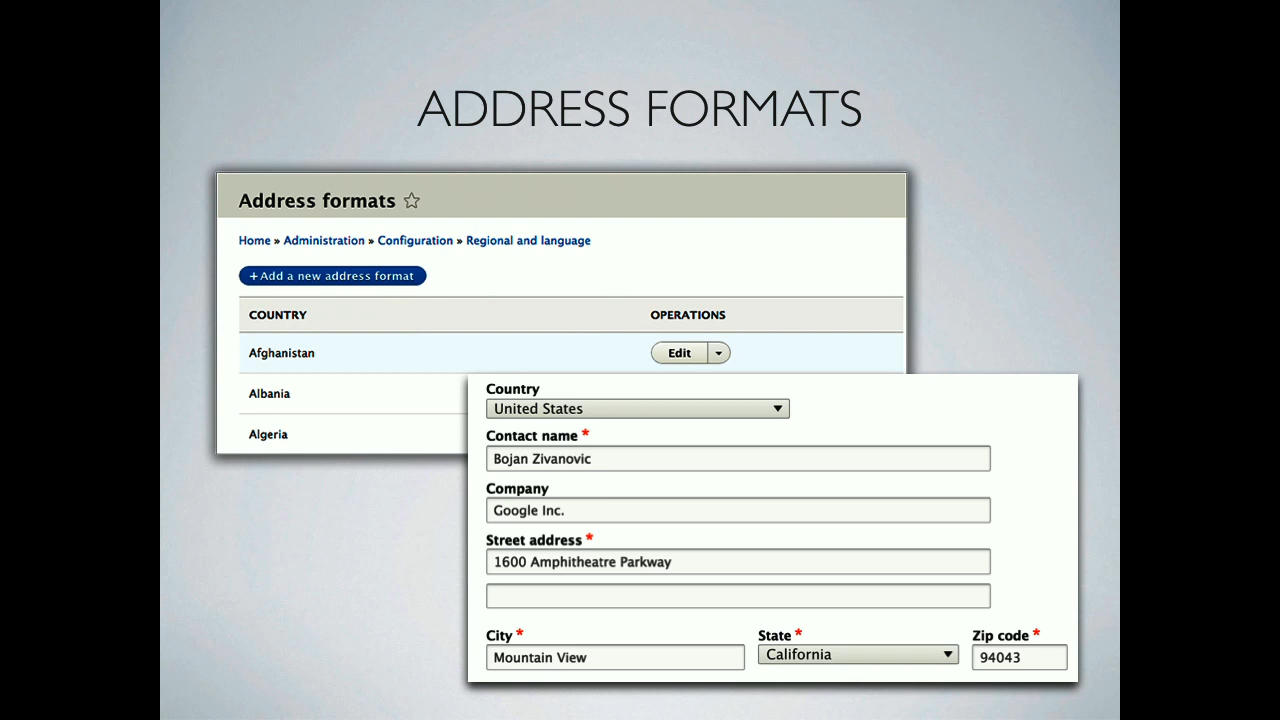 ADDRESS FORMATS
Address formats
Home » Administration » Configuration » Regional and language
+Add a new address format
COUNTRY OPERATIONS
Afghanistan Edit
Albania
Algeria
Country
United States
Contact name *
Bojan Zivanovic
Company
Google Inc.
Street address *
1600 Amphitheatre Parkway
City * State * Zip code *
Mountain View California 94043